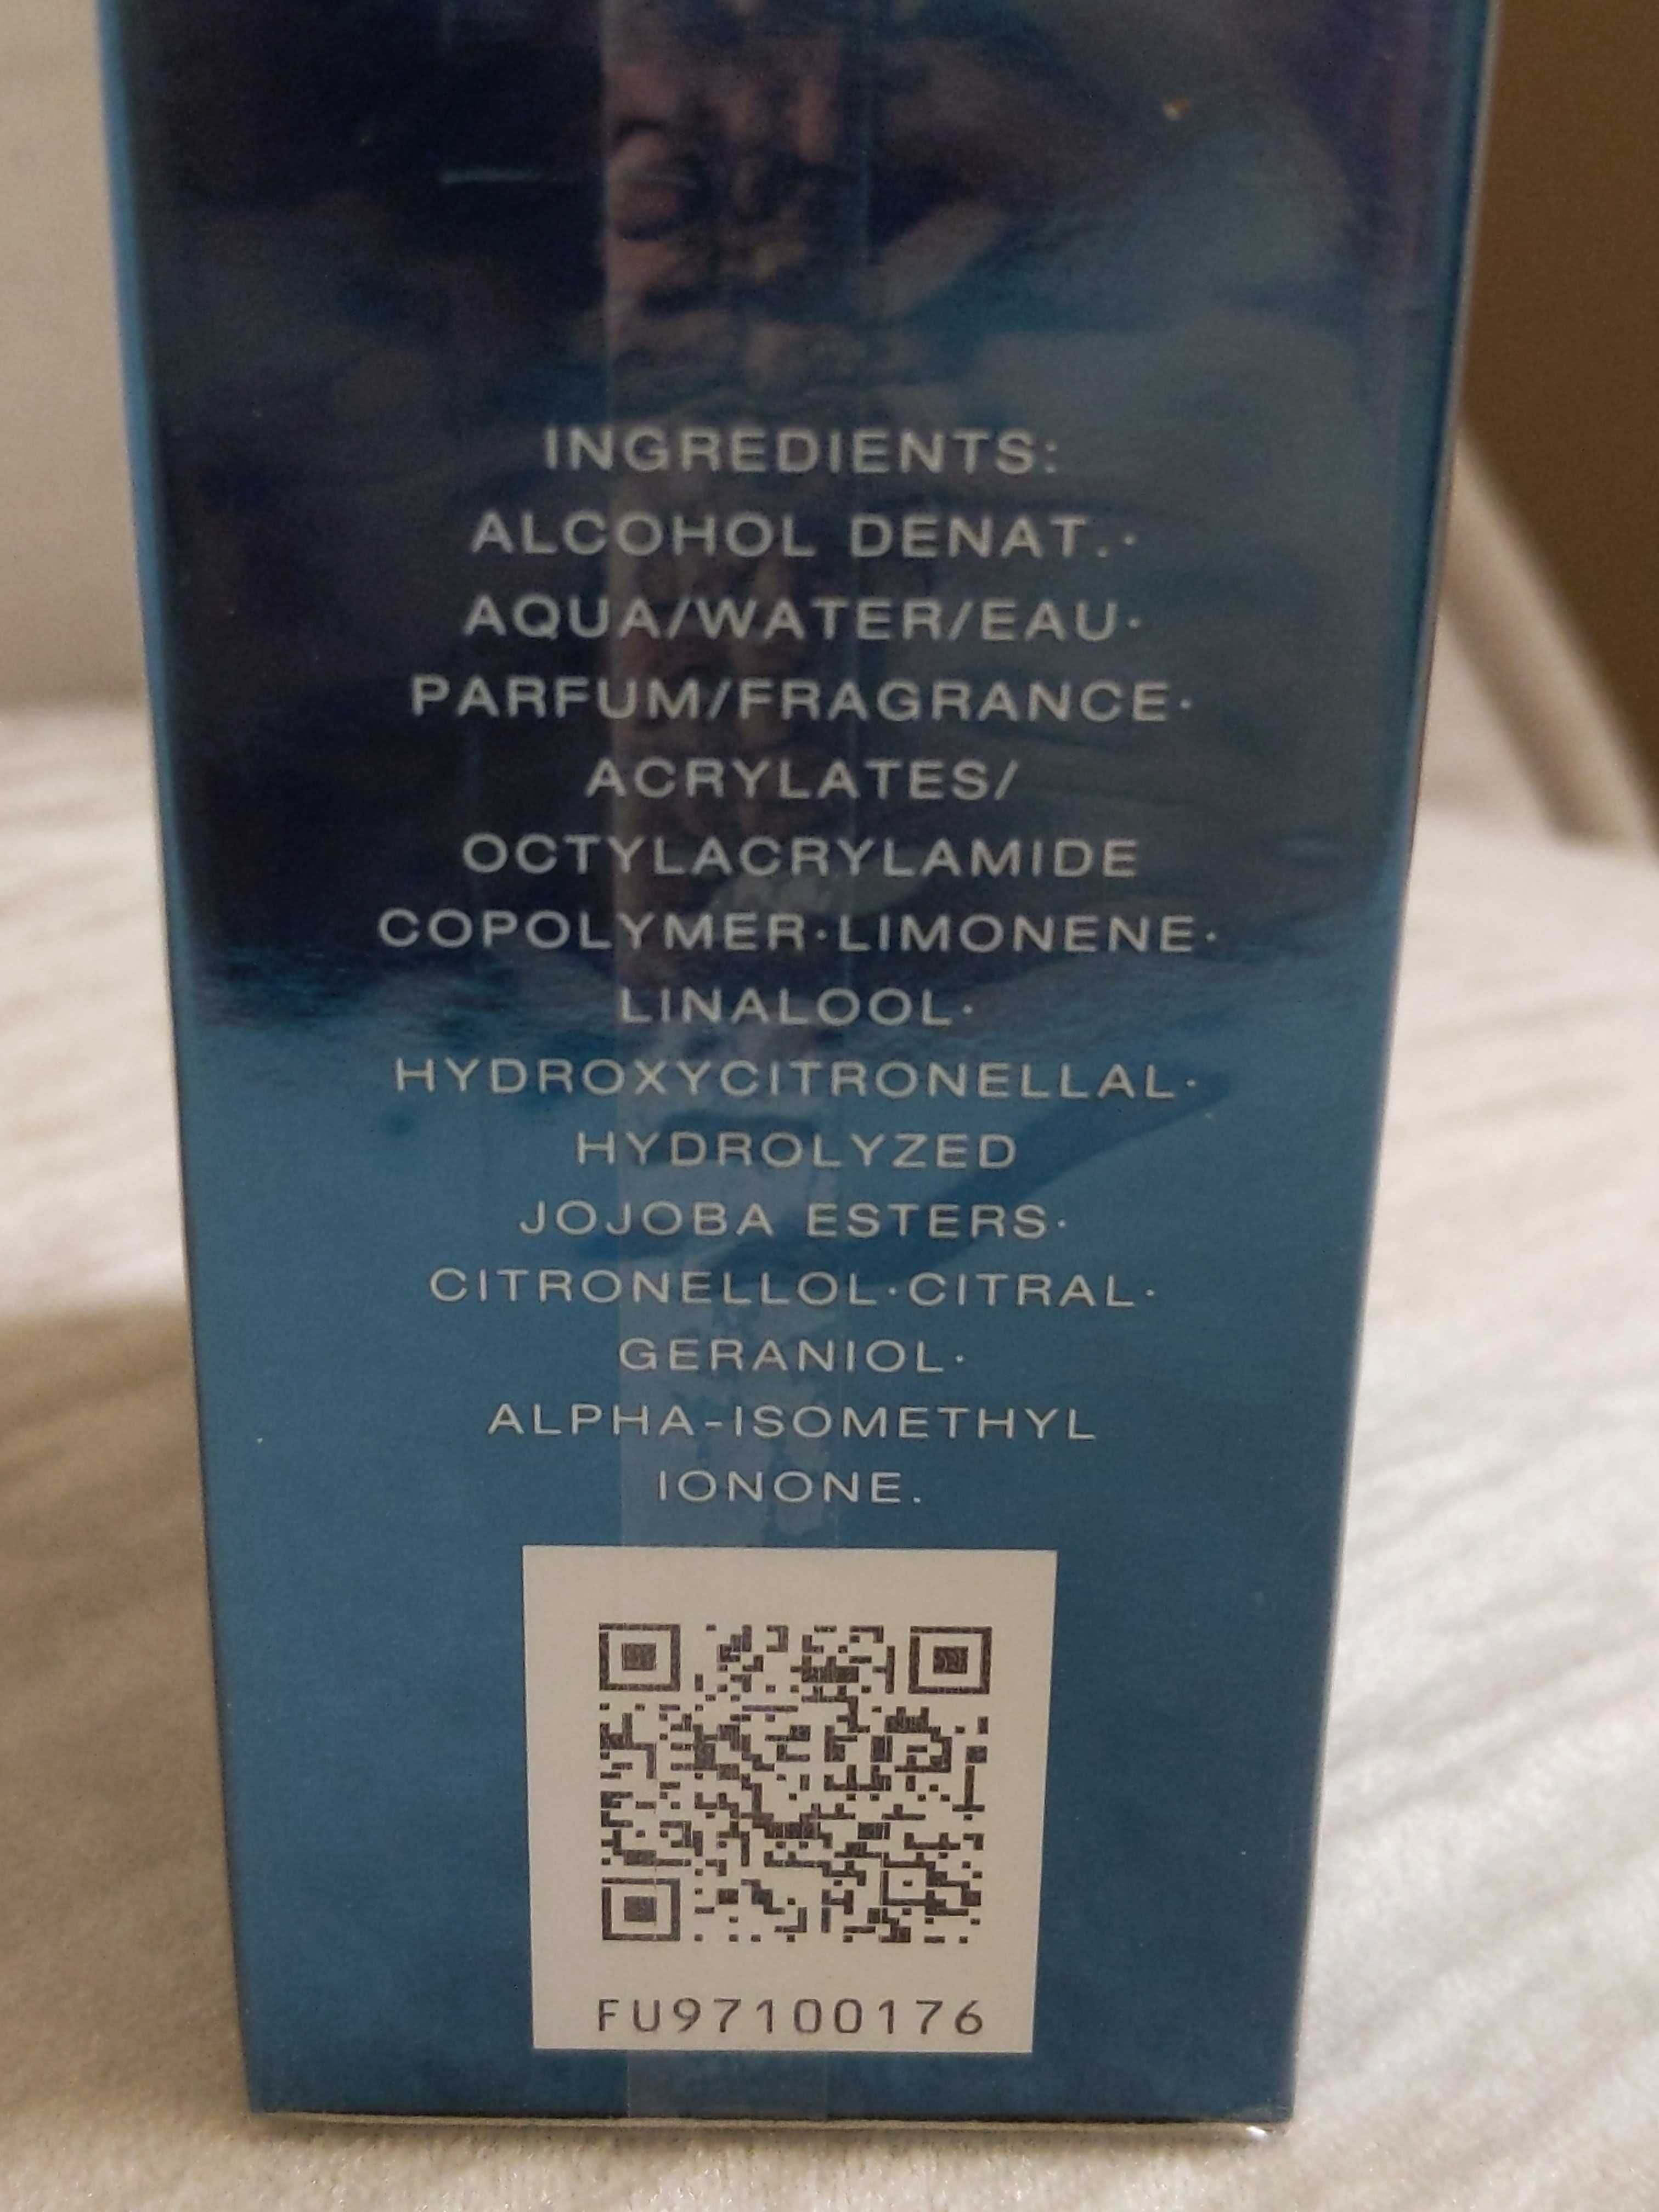 INGREDIENTS:
ALCOHOL DENAT.·
AQUA/WATER/EAU·
PARFUM/FRAGRANCE·
ACRYLATES/
OCTYLACRYLAMIDE
COPOLYMER·LIMONENE·
LINALOOL·
HYDROXYCITRONELLAL·
HYDROLYZED
JOJOBA ESTERS·
CITRONELLOL·CITRAL·
GERANIOL·
ALPHA-ISOMETHYL
IONONE.
FU97100176